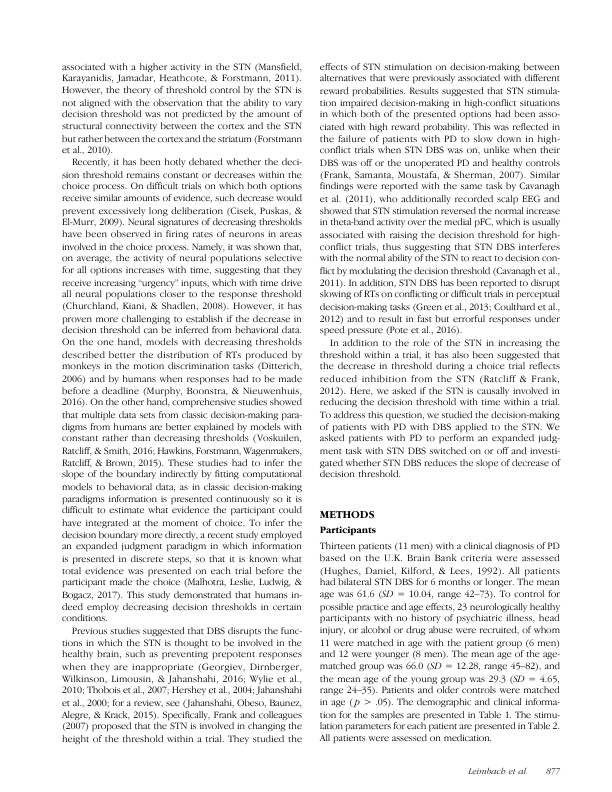 associated with a higher activity in the STN (Mansfield,
Karayanidis, Jamadar, Heathcote, & Forstmann, 2011).
However, the theory of threshold control by the STN is
not aligned with the observation that the ability to vary
decision threshold was not predicted by the amount of
structural connectivity between the cortex and the STN
but rather between the cortex and the striatum (Forstmann
et al., 2010).
Recently, it has been hotly debated whether the deci-
sion threshold remains constant or decreases within the
choice process. On difficult trials on which both options
receive similar amounts of evidence, such decrease would
prevent excessively long deliberation (Cisek, Puskas, &
El-Murr, 2009). Neural signatures of decreasing thresholds
have been observed in firing rates of neurons in areas
involved in the choice process. Namely, it was shown that,
on average, the activity of neural populations selective
for all options increases with time, suggesting that they
receive increasing “urgency” inputs, which with time drive
all neural populations closer to the response threshold
(Churchland, Kiani, & Shadlen, 2008). However, it has
proven more challenging to establish if the decrease in
decision threshold can be inferred from behavioral data.
On the one hand, models with decreasing thresholds
described better the distribution of RTs produced by
monkeys in the motion discrimination tasks (Ditterich,
2006) and by humans when responses had to be made
before a deadline (Murphy, Boonstra, & Nieuwenhuis,
2016). On the other hand, comprehensive studies showed
that multiple data sets from classic decision-making para-
digms from humans are better explained by models with
constant rather than decreasing thresholds (Voskuilen,
Ratcliff, & Smith, 2016; Hawkins, Forstmann, Wagenmakers,
Ratcliff, & Brown, 2015). These studies had to infer the
slope of the boundary indirectly by fitting computational
models to behavioral data, as in classic decision-making
paradigms information is presented continuously so it is
difficult to estimate what evidence the participant could
have integrated at the moment of choice. To infer the
decision boundary more directly, a recent study employed
an expanded judgment paradigm in which information
is presented in discrete steps, so that it is known what
total evidence was presented on each trial before the
participant made the choice (Malhotra, Leslie, Ludwig, &
Bogacz, 2017). This study demonstrated that humans in-
deed employ decreasing decision thresholds in certain
conditions.
Previous studies suggested that DBS disrupts the func-
tions in which the STN is thought to be involved in the
healthy brain, such as preventing prepotent responses
when they are inappropriate (Georgiev, Dirnberger,
Wilkinson, Limousin, & Jahanshahi, 2016; Wylie et al.,
2010; Thobois et al., 2007; Hershey et al., 2004; Jahanshahi
et al., 2000; for a review, see (Jahanshahi, Obeso, Baunez,
Alegre, & Krack, 2015). Specifically, Frank and colleagues
(2007) proposed that the STN is involved in changing the
height of the threshold within a trial. They studied the
effects of STN stimulation on decision-making between
alternatives that were previously associated with different
reward probabilities. Results suggested that STN stimula-
tion impaired decision-making in high-conflict situations
in which both of the presented options had been asso-
ciated with high reward probability. This was reflected in
the failure of patients with PD to slow down in high-
conflict trials when STN DBS was on, unlike when their
DBS was off or the unoperated PD and healthy controls
(Frank, Samanta, Moustafa, & Sherman, 2007). Similar
findings were reported with the same task by Cavanagh
et al. (2011), who additionally recorded scalp EEG and
showed that STN stimulation reversed the normal increase
in theta-band activity over the medial pFC, which is usually
associated with raising the decision threshold for high-
conflict trials, thus suggesting that STN DBS interferes
with the normal ability of the STN to react to decision con-
flict by modulating the decision threshold (Cavanagh et al.,
2011). In addition, STN DBS has been reported to disrupt
slowing of RTs on conflicting or difficult trials in perceptual
decision-making tasks (Green et al., 2013; Coulthard et al.,
2012) and to result in fast but errorful responses under
speed pressure (Pote et al., 2016).
In addition to the role of the STN in increasing the
threshold within a trial, it has also been suggested that
the decrease in threshold during a choice trial reflects
reduced inhibition from the STN (Ratcliff & Frank,
2012). Here, we asked if the STN is causally involved in
reducing the decision threshold with time within a trial.
To address this question, we studied the decision-making
of patients with PD with DBS applied to the STN. We
asked patients with PD to perform an expanded judg-
ment task with STN DBS switched on or off and investi-
gated whether STN DBS reduces the slope of decrease of
decision threshold.
METHODS
Participants
Thirteen patients (11 men) with a clinical diagnosis of PD
based on the U.K. Brain Bank criteria were assessed
(Hughes, Daniel, Kilford, & Lees, 1992). All patients
had bilateral STN DBS for 6 months or longer. The mean
age was 61.6 (SD = 10.04, range 42–73). To control for
possible practice and age effects, 23 neurologically healthy
participants with no history of psychiatric illness, head
injury, or alcohol or drug abuse were recruited, of whom
11 were matched in age with the patient group (6 men)
and 12 were younger (8 men). The mean age of the age-
matched group was 66.0 (SD = 12.28, range 45–82), and
the mean age of the young group was 29.3 (SD = 4.65,
range 24–35). Patients and older controls were matched
in age (p > .05). The demographic and clinical informa-
tion for the samples are presented in Table 1. The stimu-
lation parameters for each patient are presented in Table 2.
All patients were assessed on medication.
Leimbach et al. 877